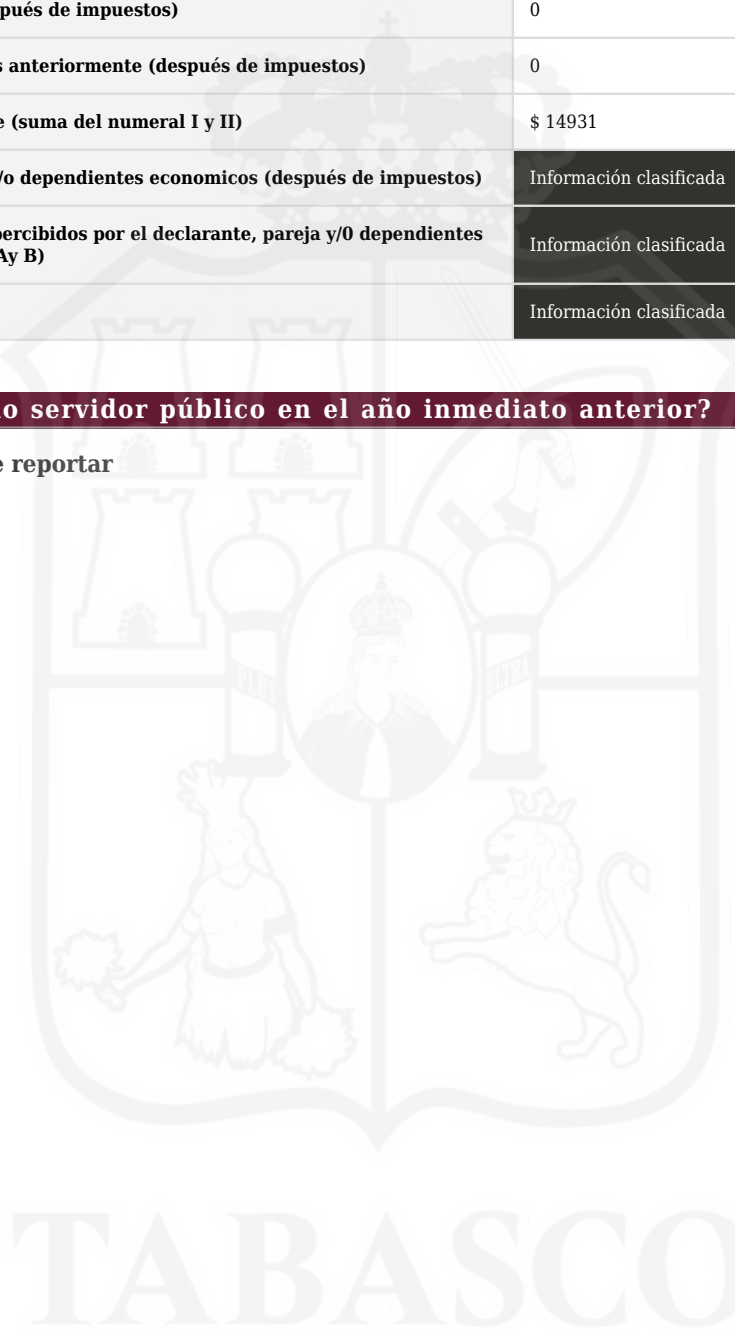 pués de impuestos) 0
s anteriormente (después de impuestos) 0
e (suma del numeral I y II) $ 14931
/o dependientes economicos (después de impuestos) Información clasificada
percibidos por el declarante, pareja y/0 dependientes
Ay B) Información clasificada
Información clasificada
o servidor público en el año inmediato anterior?
e reportar
PLUS ULTRA
TABASCO